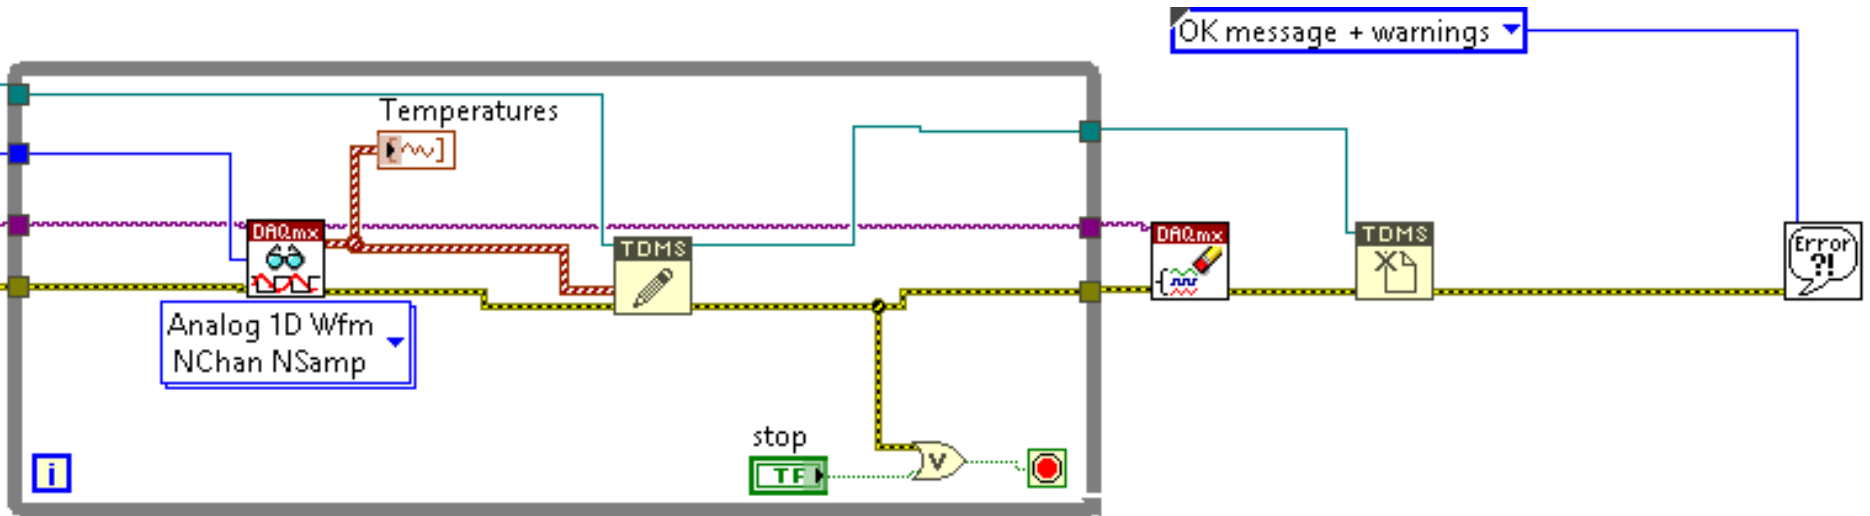 OK message + warnings
Temperatures
DAQmx
TDMS
DAQmx
TDMS
Error
?!
Analog 1D Wfm
NChan NSamp
stop
TF
V
i